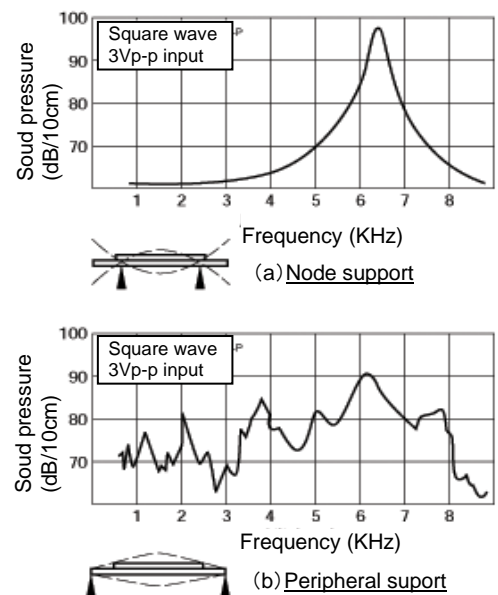 100
90
80
70
Soud pressure
(dB/10cm)
Square wave
3Vp-p input
-P
1 2 3 4 5 6 7 8
Frequency (KHz)
(a) Node support
100
90
80
70
Soud pressure
(dB/10cm)
Square wave
3Vp-p input
-P
1 2 3 4 5 6 7 8
Frequency (KHz)
(b) Peripheral suport